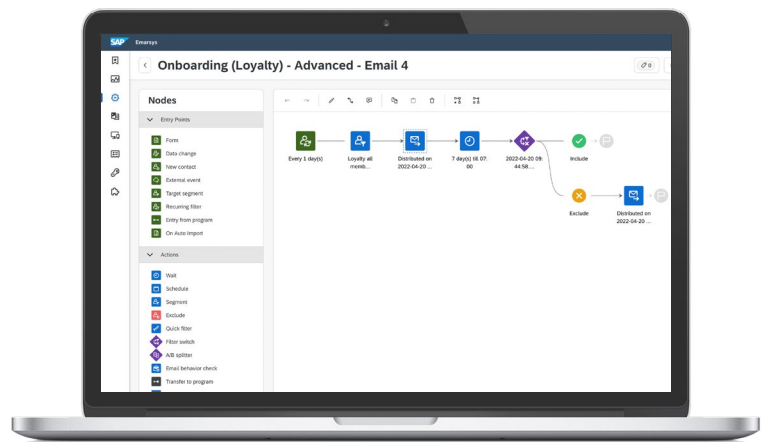 SAP Emarsys
Onboarding (Loyalty) - Advanced - Email 4
0
Nodes
Entry Points
Form
Data change
New contact
External event
Target segment
Recurring filter
Entry from program
On Auto Import
Actions
Wait
Schedule
Segment
Exclude
Quick filter
Filter switch
A/B splitter
Email behavior check
Transfer to program
Every 1 day(s)
Loyalty all
memb...
Distributed on
2022-04-20 ...
7 day(s) till 07:
00
2022-04-20 09:
44:58....
Include
Exclude
Distributed on
2022-04-20 ...